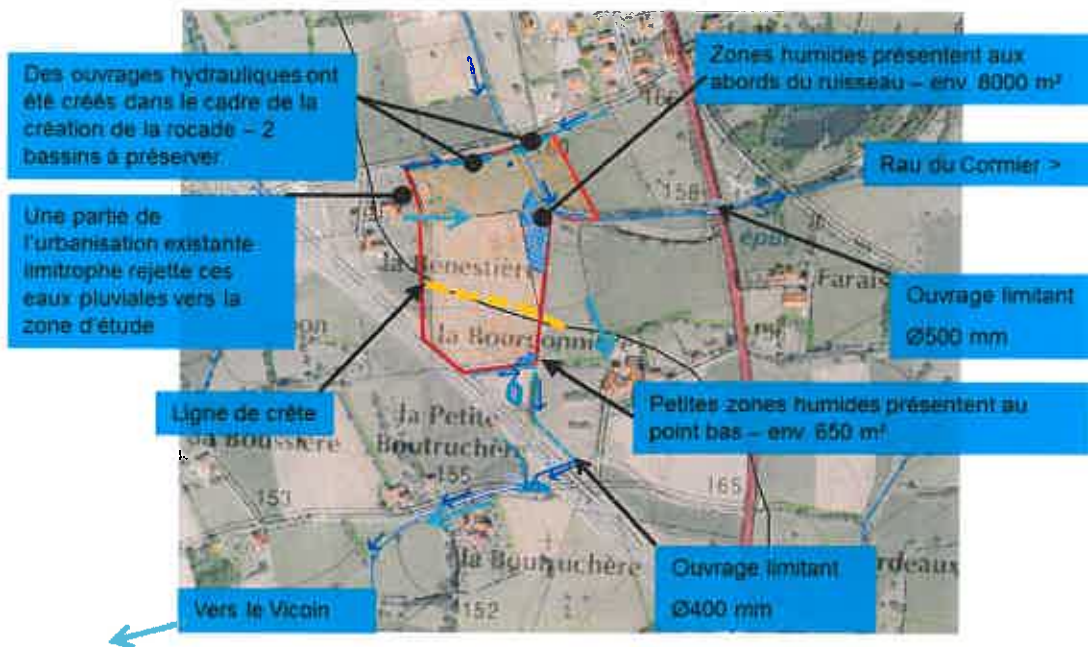 Des ouvrages hydrauliques ont
été créés dans le cadre de la
création de la rocade – 2
bassins à préserver
Zones humides présentent aux
abords du ruisseau – env. 8000 m²
Rau du Cormier >
Une partie de
l'urbanisation existante
limitrophe rejette ces
eaux pluviales vers la
zone d'étude
158
la Benestière
Farais
Ouvrage limitant
Ø500 mm
la Bourgonniè
Ligne de crête
Petites zones humides présentent au
point bas – env. 650 m²
la Petite
Boutruchère
la Boussière
155
153
165
la Boutruchère
Ouvrage limitant
Ø400 mm
rdeaux
Vers le Vicoin
152